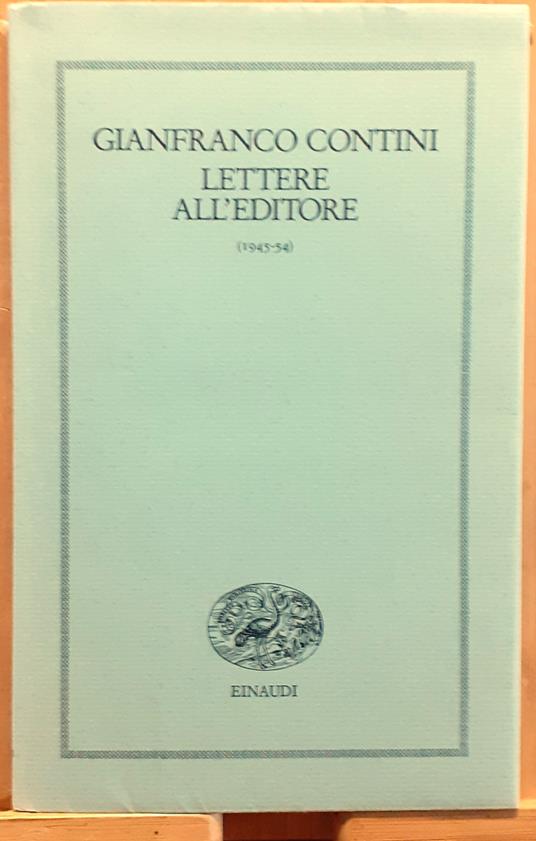 GIANFRANCO CONTINI
LETTERE
ALL'EDITORE
(1945-54)
EINAUDI